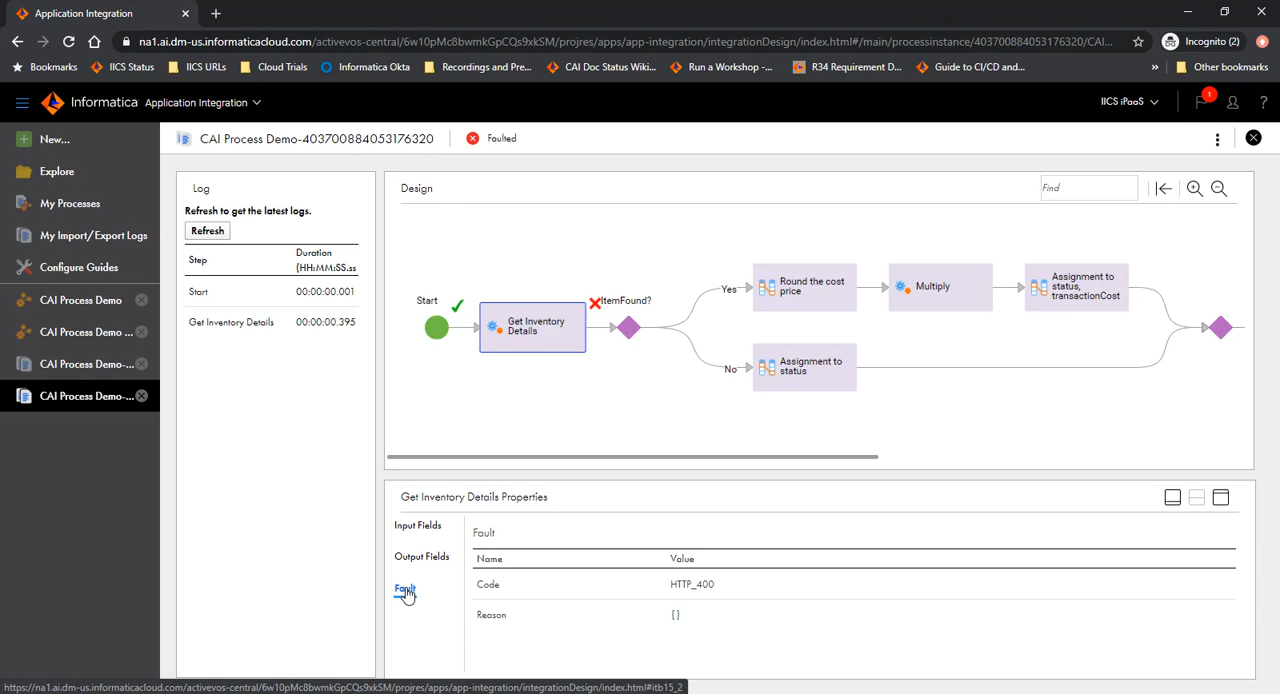 Application Integration
na1.ai.dm-us.informaticacloud.com/activevos-central/6w10pMc8bwmkGpCQs9xkSM/projres/apps/app-integration/integrationDesign/index.html#/main/processinstance/403700884053176320/CAI...
Incognito (2)
Bookmarks
IICS Status
IICS URLs
Cloud Trials
Informatica Okta
Recordings and Pre...
CAI Doc Status Wiki...
Run a Workshop -...
R34 Requirement D...
Guide to CI/CD and...
»
Other bookmarks
Informatica
Application Integration
IICS iPaaS
1
?
New...
Explore
My Processes
My Import/Export Logs
Configure Guides
CAI Process Demo
CAI Process Demo ...
CAI Process Demo-...
CAI Process Demo-...
CAI Process Demo-403700884053176320
Faulted
Log
Refresh to get the latest logs.
Refresh
Step
Duration
(HH:MM:SS.ss
Start
00:00:00.001
Get Inventory Details
00:00:00.395
Design
Find
Start
Get Inventory
Details
ItemFound?
Yes
Round the cost
price
Multiply
Assignment to
status,
transactionCost
No
Assignment to
status
Get Inventory Details Properties
Input Fields
Output Fields
Fault
Fault
Name
Value
Code
HTTP_400
Reason
{}
https://na1.ai.dm-us.informaticacloud.com/activevos-central/6w10pMc8bwmkGpCQs9xkSM/projres/apps/app-integration/integrationDesign/index.html#itb15_2